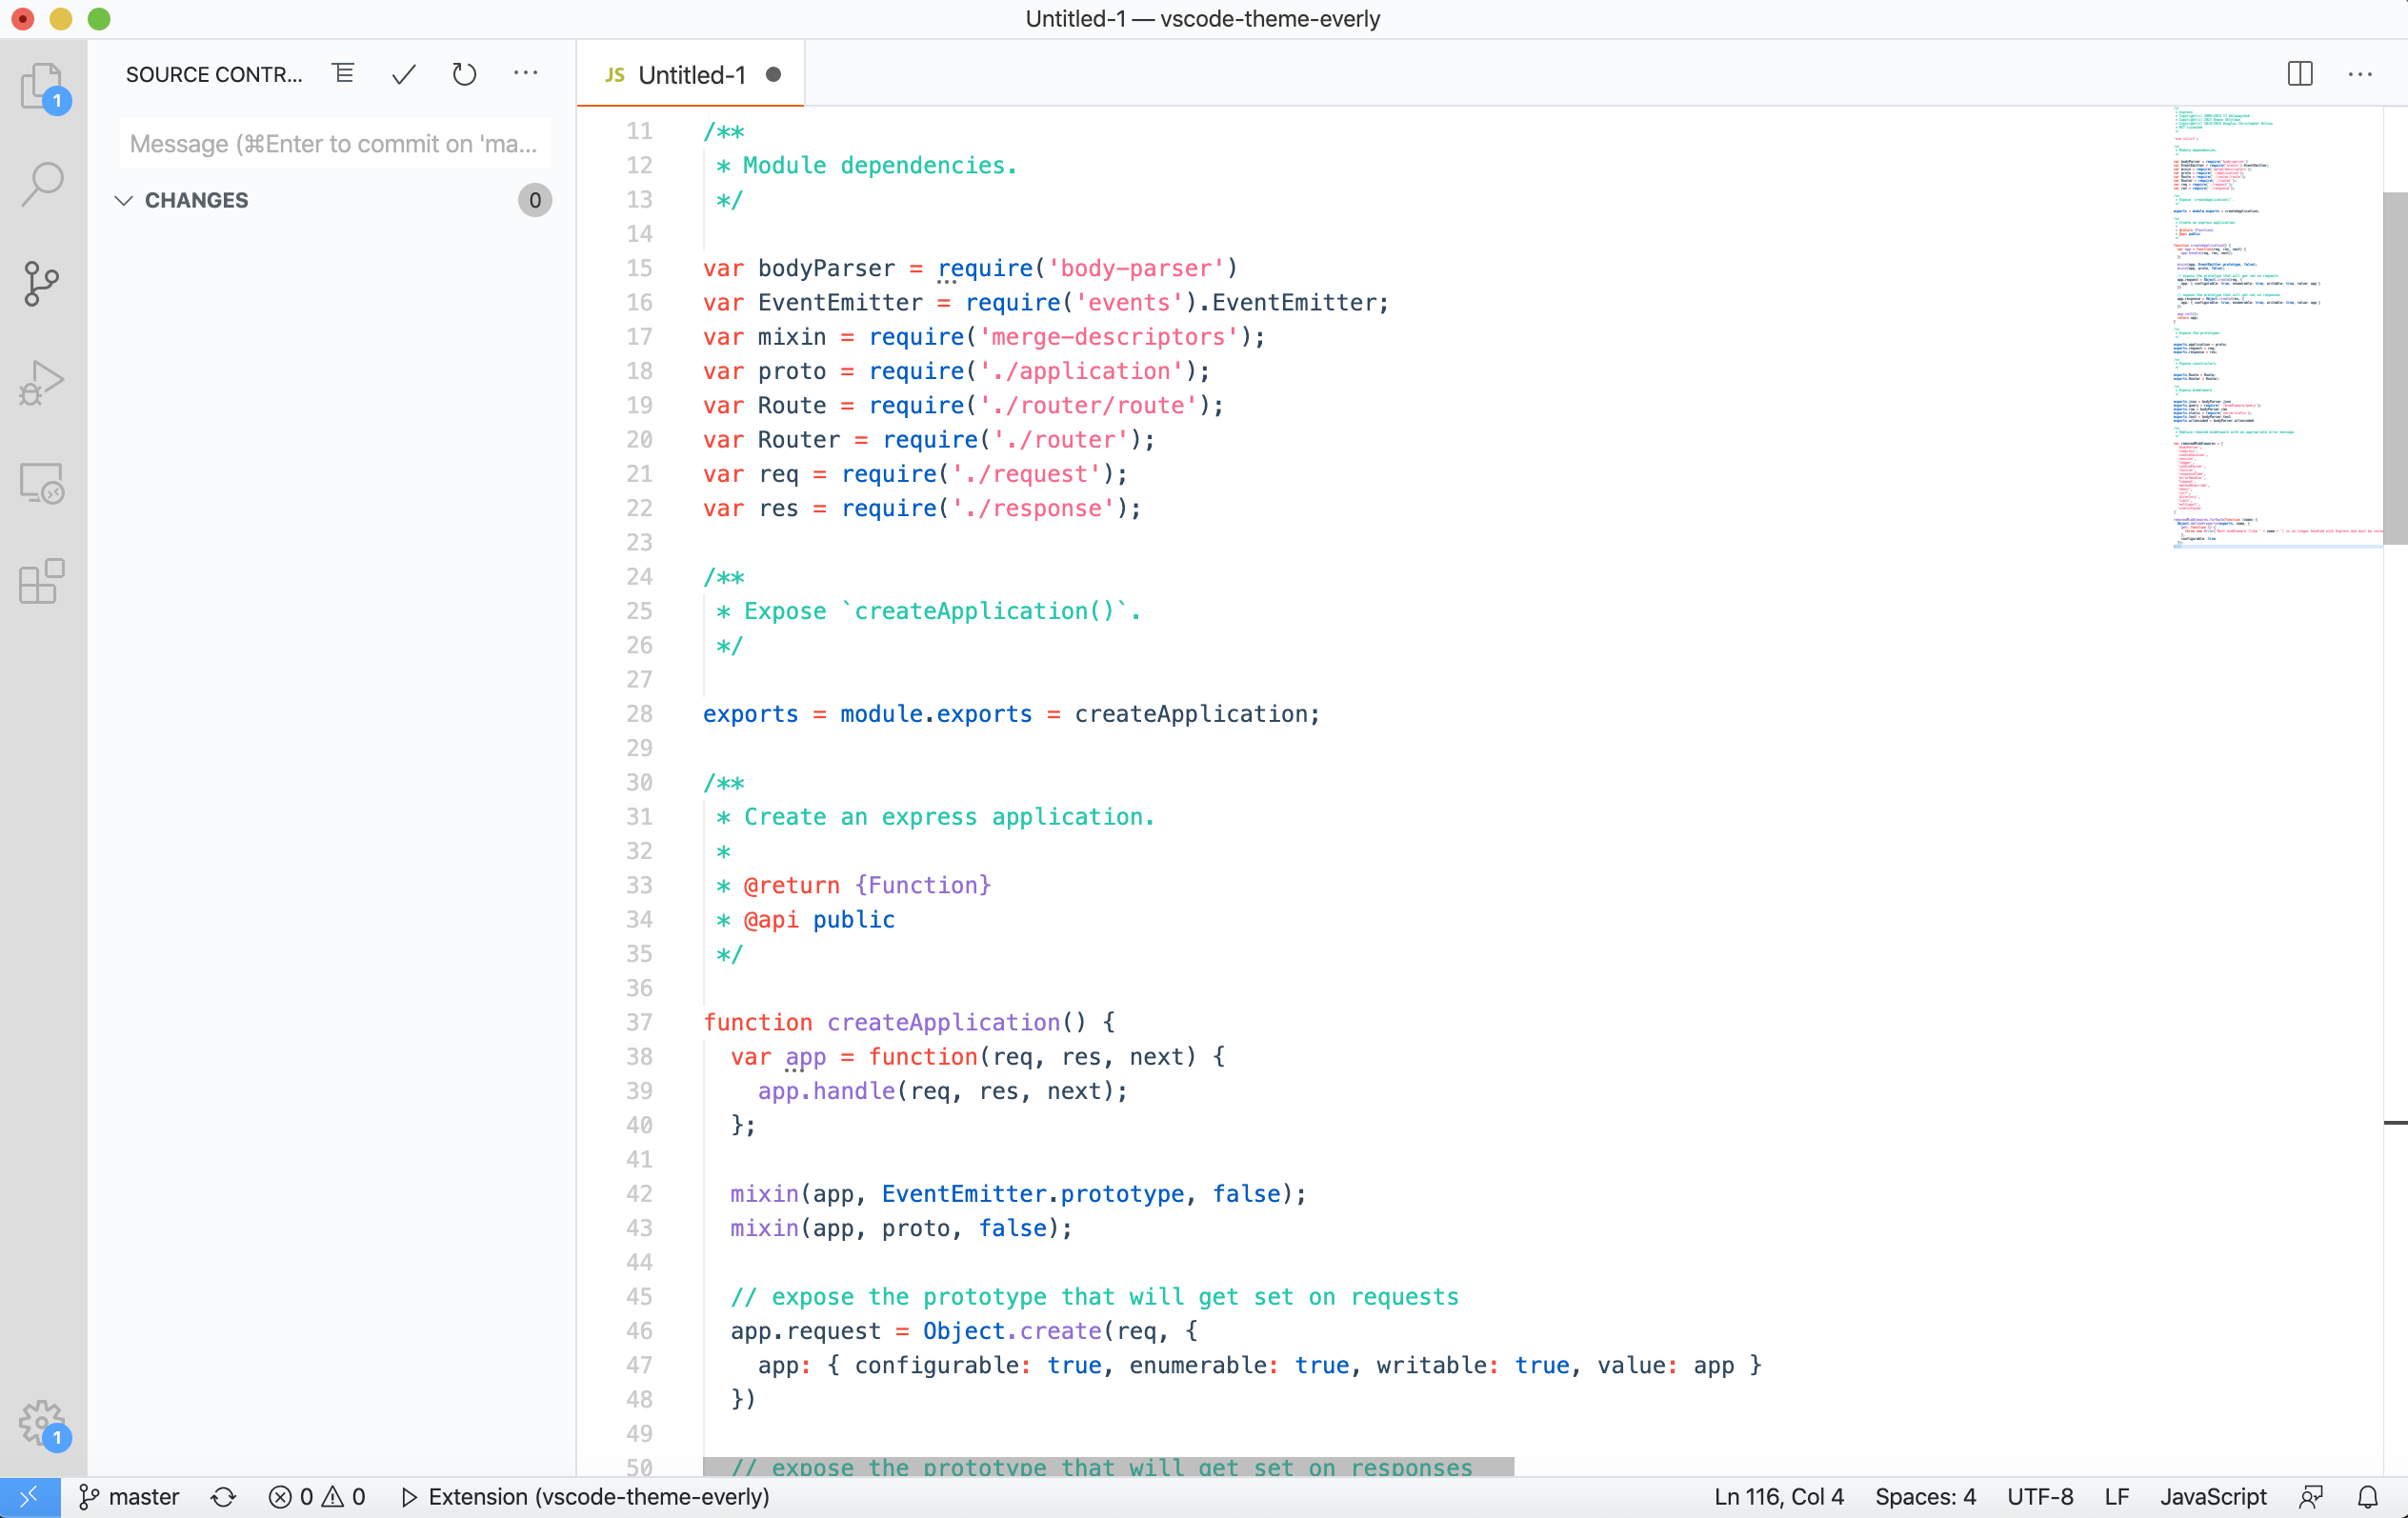 Untitled-1 — vscode-theme-everly
SOURCE CONTR...
JS Untitled-1
1
Message (⌘Enter to commit on 'ma...
CHANGES 0
11 /**
12  * Module dependencies.
13  */
14
15 var bodyParser = require('body-parser')
16 var EventEmitter = require('events').EventEmitter;
17 var mixin = require('merge-descriptors');
18 var proto = require('./application');
19 var Route = require('./router/route');
20 var Router = require('./router');
21 var req = require('./request');
22 var res = require('./response');
23
24 /**
25  * Expose `createApplication()`.
26  */
27
28 exports = module.exports = createApplication;
29
30 /**
31  * Create an express application.
32  *
33  * @return {Function}
34  * @api public
35  */
36
37 function createApplication() {
38   var app = function(req, res, next) {
39     app.handle(req, res, next);
40   };
41
42   mixin(app, EventEmitter.prototype, false);
43   mixin(app, proto, false);
44
45   // expose the prototype that will get set on requests
46   app.request = Object.create(req, {
47     app: { configurable: true, enumerable: true, writable: true, value: app }
48   })
49
50   // expose the prototype that will get set on responses
1
master
0 0
Extension (vscode-theme-everly)
Ln 116, Col 4
Spaces: 4
UTF-8
LF
JavaScript